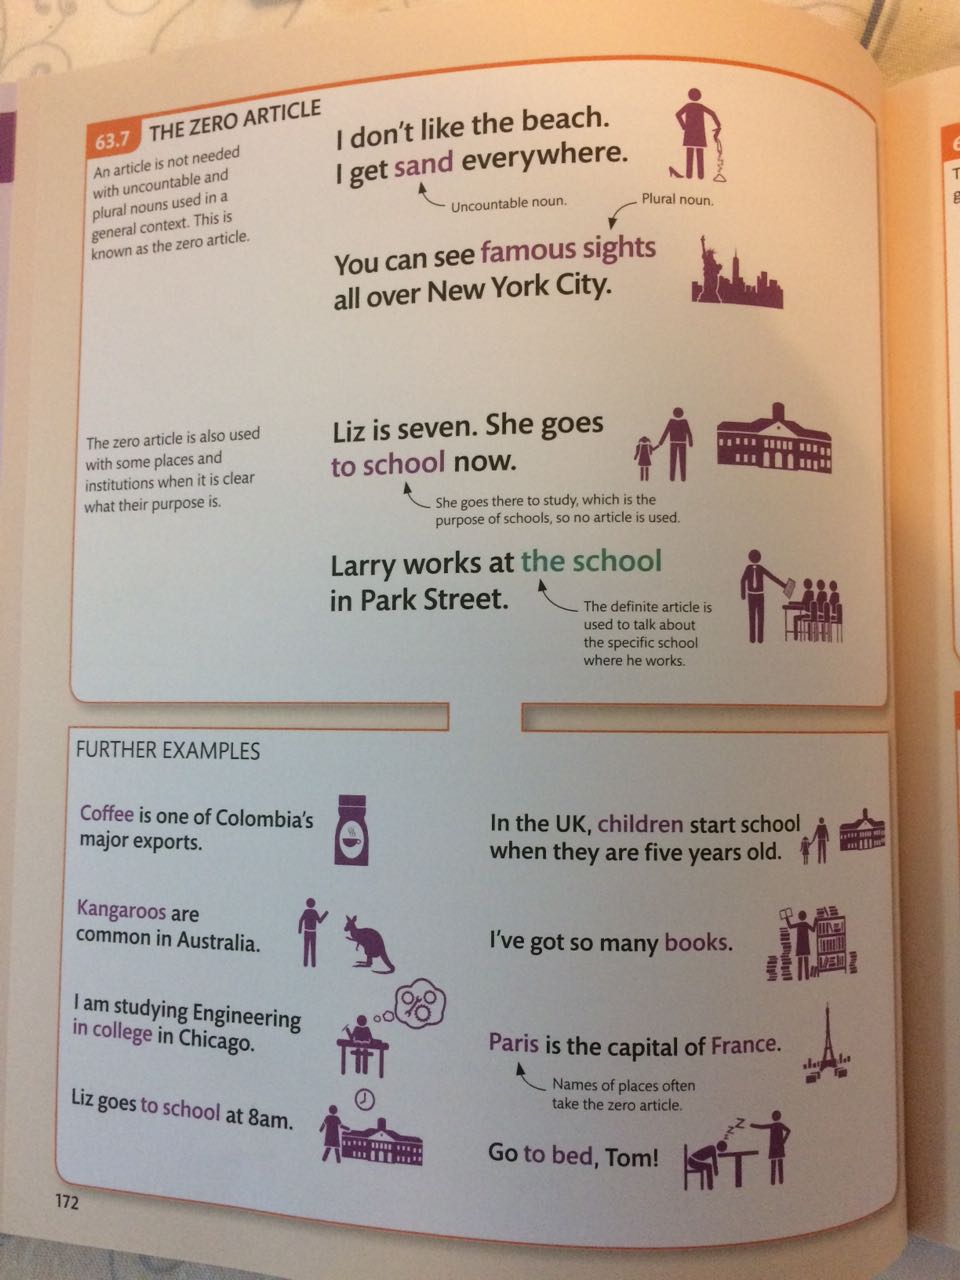 63.7 THE ZERO ARTICLE
An article is not needed
with uncountable and
plural nouns used in a
general context. This is
known as the zero article.
I don't like the beach.
I get sand everywhere.
Uncountable noun.
Plural noun.
You can see famous sights
all over New York City.
The zero article is also used
with some places and
institutions when it is clear
what their purpose is.
Liz is seven. She goes
to school now.
She goes there to study, which is the
purpose of schools, so no article is used.
Larry works at the school
in Park Street.
The definite article is
used to talk about
the specific school
where he works.
FURTHER EXAMPLES
Coffee is one of Colombia's
major exports.
Kangaroos are
common in Australia.
I am studying Engineering
in college in Chicago.
Liz goes to school at 8am.
In the UK, children start school
when they are five years old.
I've got so many books.
Paris is the capital of France.
Names of places often
take the zero article.
zzz
Go to bed, Tom!
172